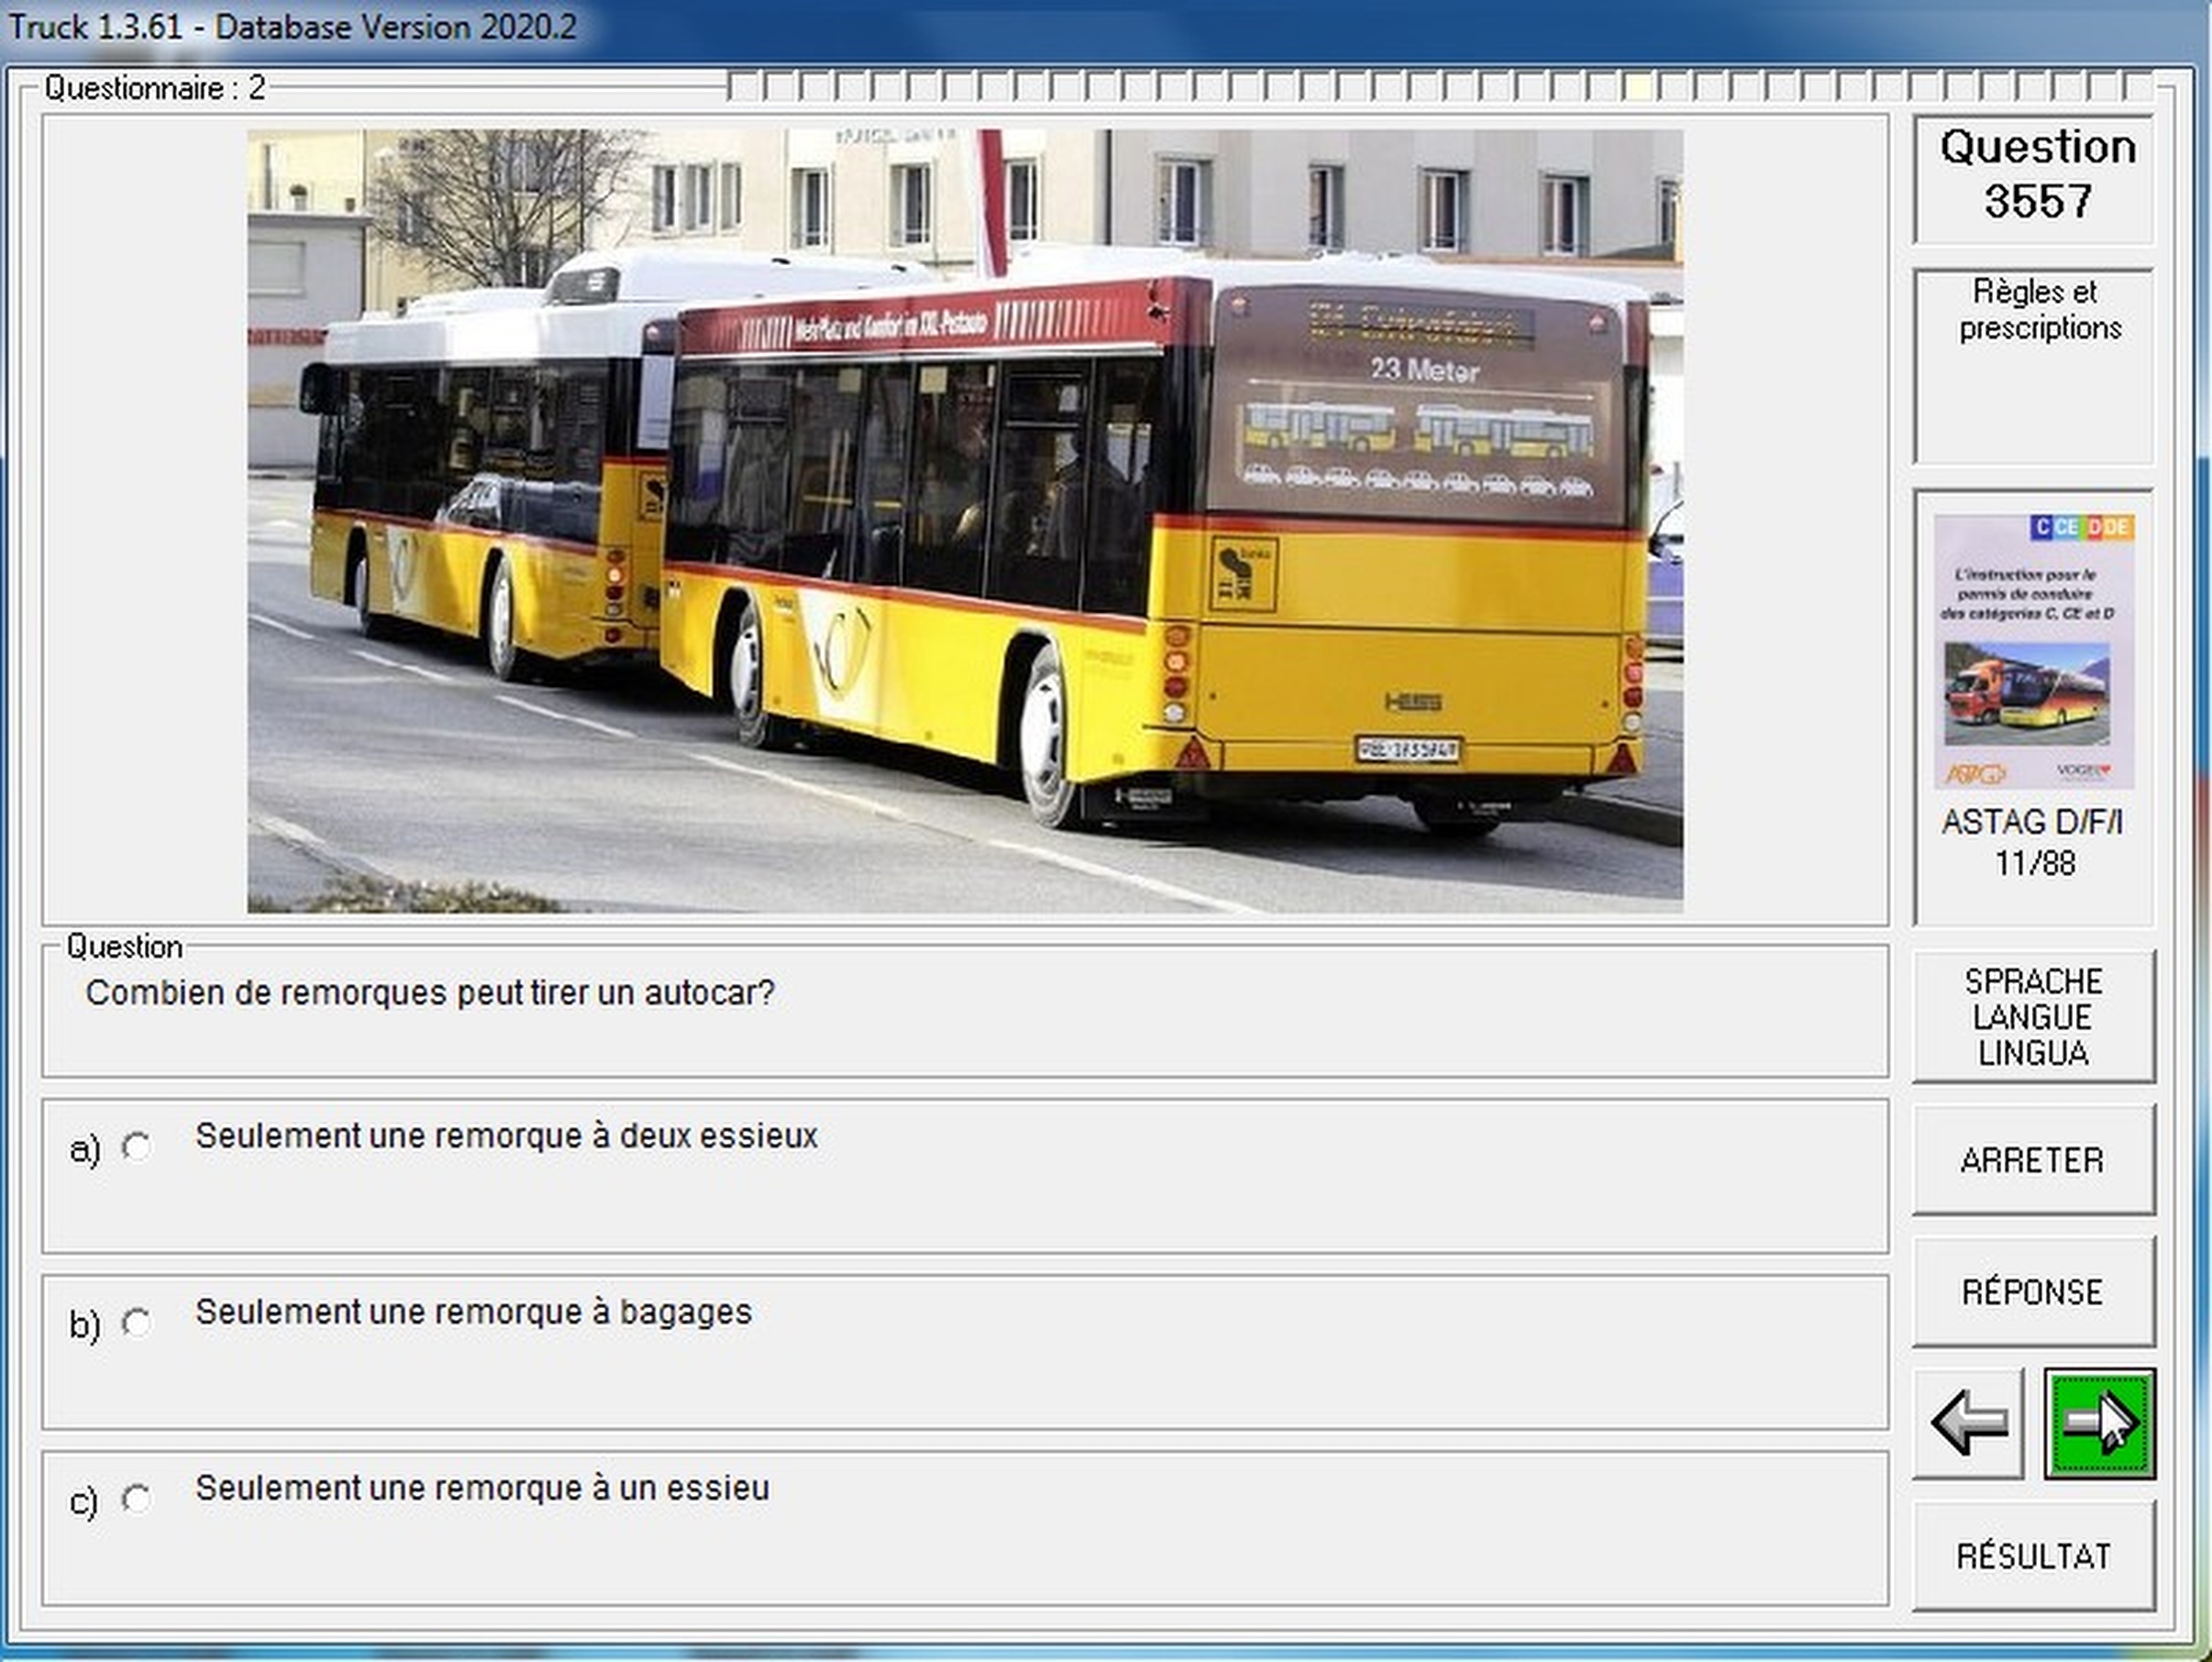 Truck 1.3.61 - Database Version 2020.2
Questionnaire : 2
Mehr Platz und Komfort im XXL-Postauto
23 Meter
HESS
Question
3557
Règles et
prescriptions
C CE D DE
L'instruction pour le
permis de conduire
des catégories C, CE et D
ASTAG
VOGEL
ASTAG D/F/I
11/88
Question
Combien de remorques peut tirer un autocar?
a) Seulement une remorque à deux essieux
b) Seulement une remorque à bagages
c) Seulement une remorque à un essieu
SPRACHE
LANGUE
LINGUA
ARRETER
RÉPONSE
RÉSULTAT